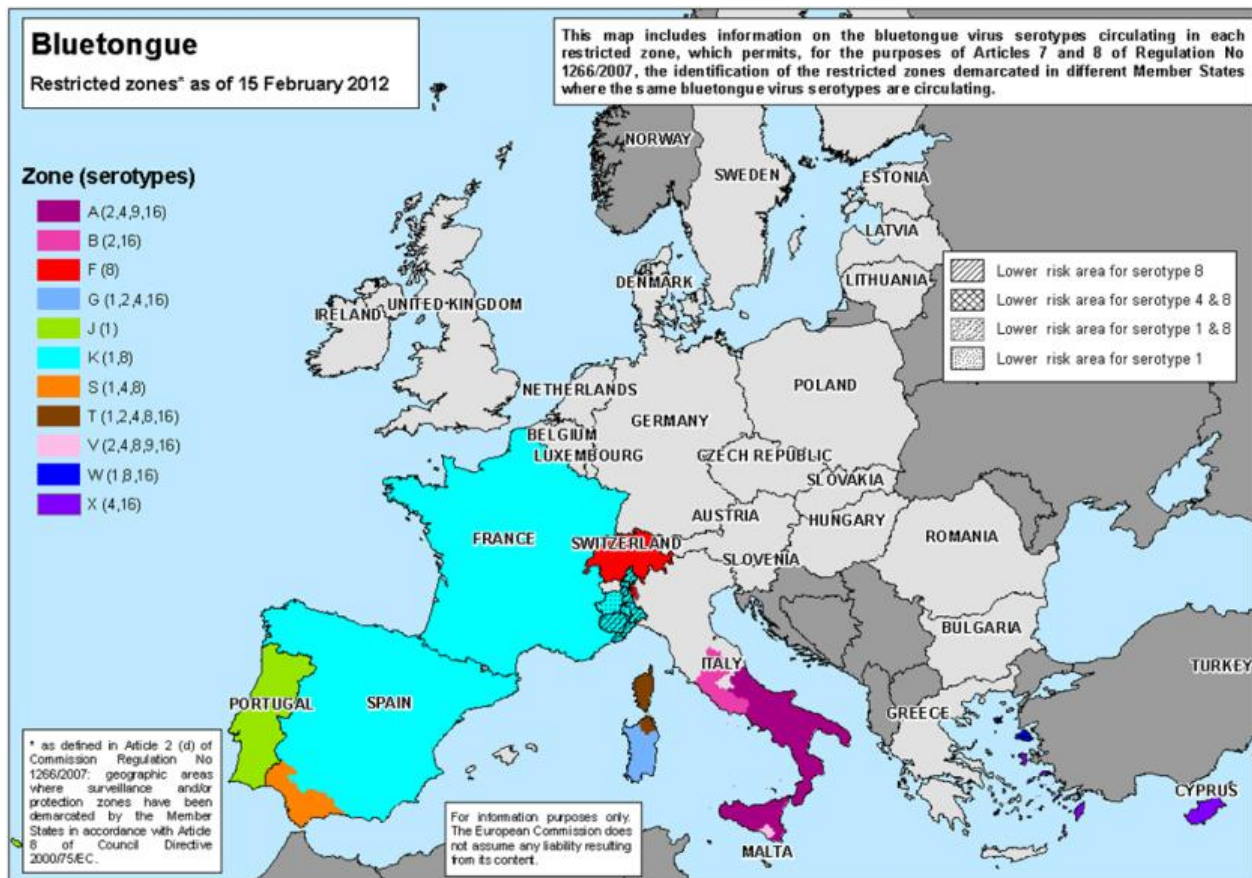 Bluetongue
Restricted zones* as of 15 February 2012
This map includes information on the bluetongue virus serotypes circulating in each
restricted zone, which permits, for the purposes of Articles 7 and 8 of Regulation No
1266/2007, the identification of the restricted zones demarcated in different Member States
where the same bluetongue virus serotypes are circulating.
Zone (serotypes)
A (2,4,9,16)
B (2,16)
F (8)
G (1,2,4,16)
J (1)
K (1,8)
S (1,4,8)
T (1,2,4,8,16)
V (2,4,8,9,16)
W (1,8,16)
X (4,16)
NORWAY
SWEDEN
ESTONIA
LATVIA
LITHUANIA
DENMARK
IRELAND
UNITED KINGDOM
Lower risk area for serotype 8
Lower risk area for serotype 4 & 8
Lower risk area for serotype 1 & 8
Lower risk area for serotype 1
NETHERLANDS
POLAND
GERMANY
BELGIUM
LUXEMBOURG
CZECH REPUBLIC
SLOVAKIA
AUSTRIA
HUNGARY
FRANCE
SWITZERLAND
ROMANIA
SLOVENIA
BULGARIA
ITALY
TURKEY
PORTUGAL
SPAIN
GREECE
CYPRUS
MALTA
* as defined in Article 2 (d) of
Commission Regulation No
1266/2007: geographic areas
where surveillance and/or
protection zones have been
demarcated by the Member
States in accordance with Article
8 of Council Directive
2000/75/EC.
For information purposes only.
The European Commission does
not assume any liability resulting
from its content.